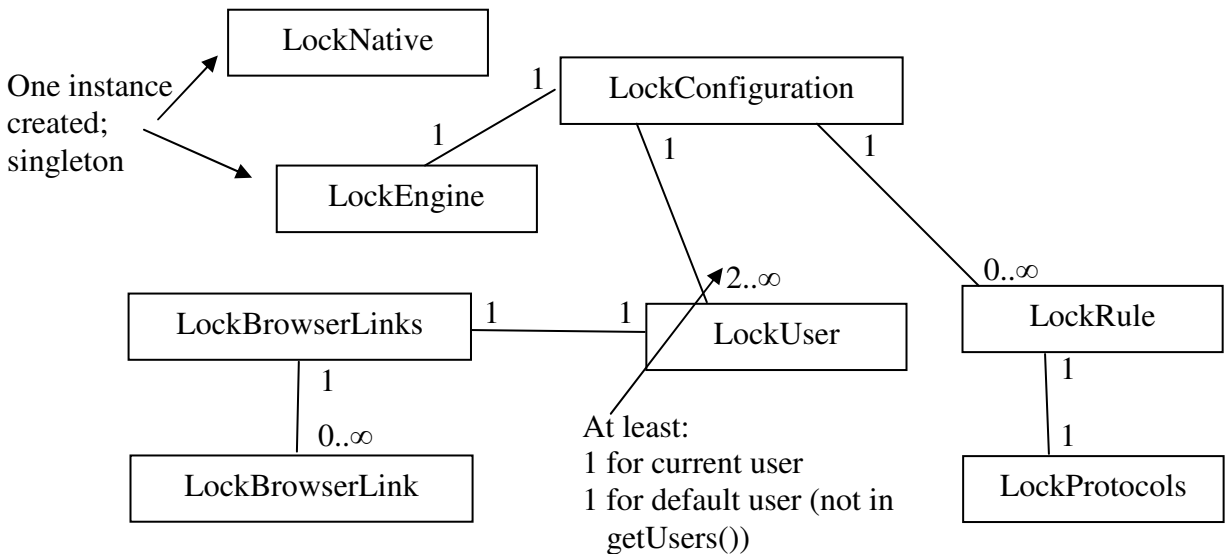 LockNative
One instance
created;
singleton
1
LockConfiguration
1
LockEngine
1
1
2..∞
0..∞
LockBrowserLinks
1
1
LockUser
LockRule
1
1
0..∞
At least:
1 for current user
1 for default user (not in
getUsers())
1
LockBrowserLink
LockProtocols